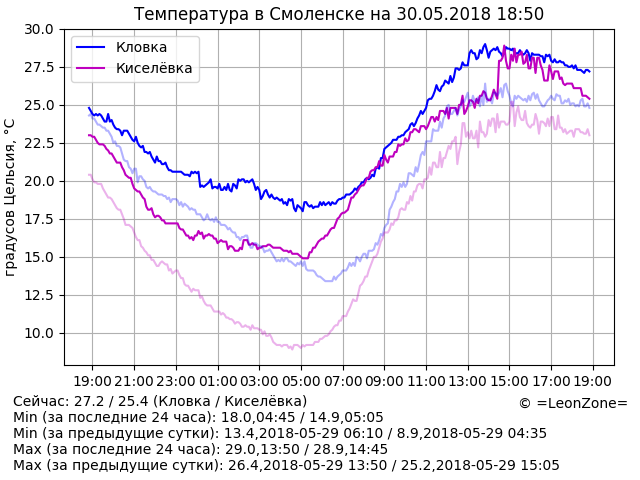 Температура в Смоленске на 30.05.2018 18:50
30.0
27.5
25.0
22.5
20.0
17.5
15.0
12.5
10.0
градусов Цельсия, °C
Кловка
Киселёвка
19:00 21:00 23:00 01:00 03:00 05:00 07:00 09:00 11:00 13:00 15:00 17:00 19:00
Сейчас: 27.2 / 25.4 (Кловка / Киселёвка)
© =LeonZone=
Min (за последние 24 часа): 18.0,04:45 / 14.9,05:05
Min (за предыдущие сутки): 13.4,2018-05-29 06:10 / 8.9,2018-05-29 04:35
Max (за последние 24 часа): 29.0,13:50 / 28.9,14:45
Max (за предыдущие сутки): 26.4,2018-05-29 13:50 / 25.2,2018-05-29 15:05